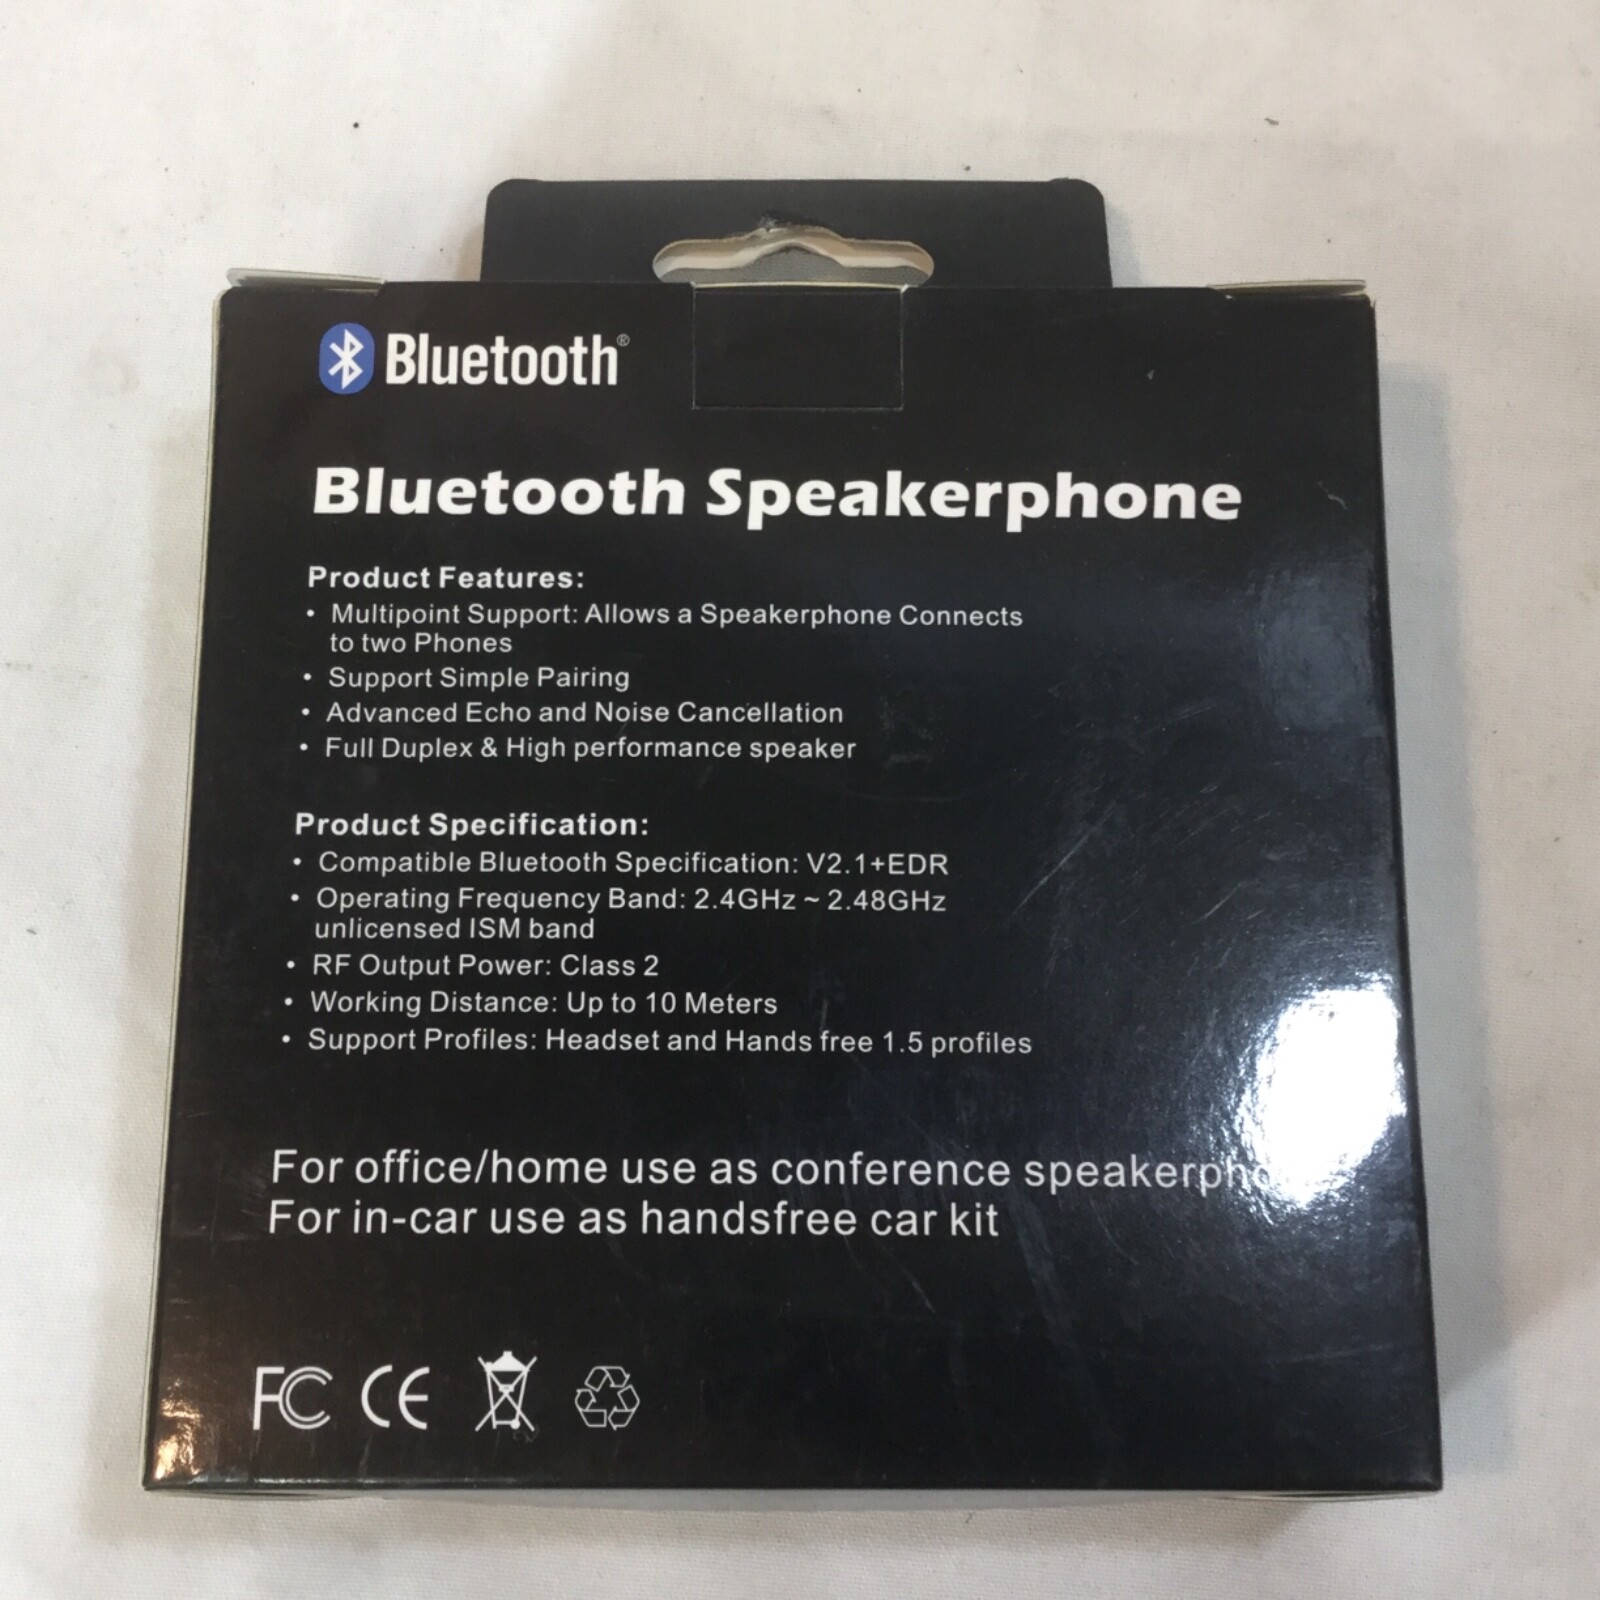 Bluetooth®
Bluetooth Speakerphone
Product Features:
• Multipoint Support: Allows a Speakerphone Connects
to two Phones
• Support Simple Pairing
• Advanced Echo and Noise Cancellation
• Full Duplex & High performance speaker
Product Specification:
• Compatible Bluetooth Specification: V2.1+EDR
• Operating Frequency Band: 2.4GHz ~ 2.48GHz
unlicensed ISM band
• RF Output Power: Class 2
• Working Distance: Up to 10 Meters
• Support Profiles: Headset and Hands free 1.5 profiles
For office/home use as conference
For in-car use as handsfree car kit
FC CE